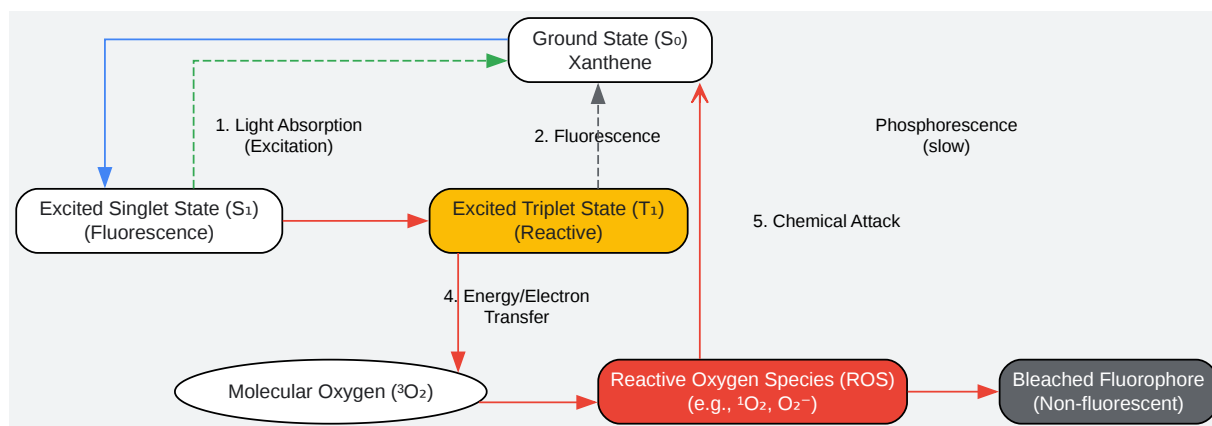 Ground State (S₀)
Xanthene
1. Light Absorption
(Excitation)
2. Fluorescence
Phosphorescence
(slow)
Excited Singlet State (S₁)
(Fluorescence)
Excited Triplet State (T₁)
(Reactive)
5. Chemical Attack
4. Energy/Electron
Transfer
Molecular Oxygen (³O₂)
Reactive Oxygen Species (ROS)
(e.g., ¹O₂, O₂⁻)
Bleached Fluorophore
(Non-fluorescent)